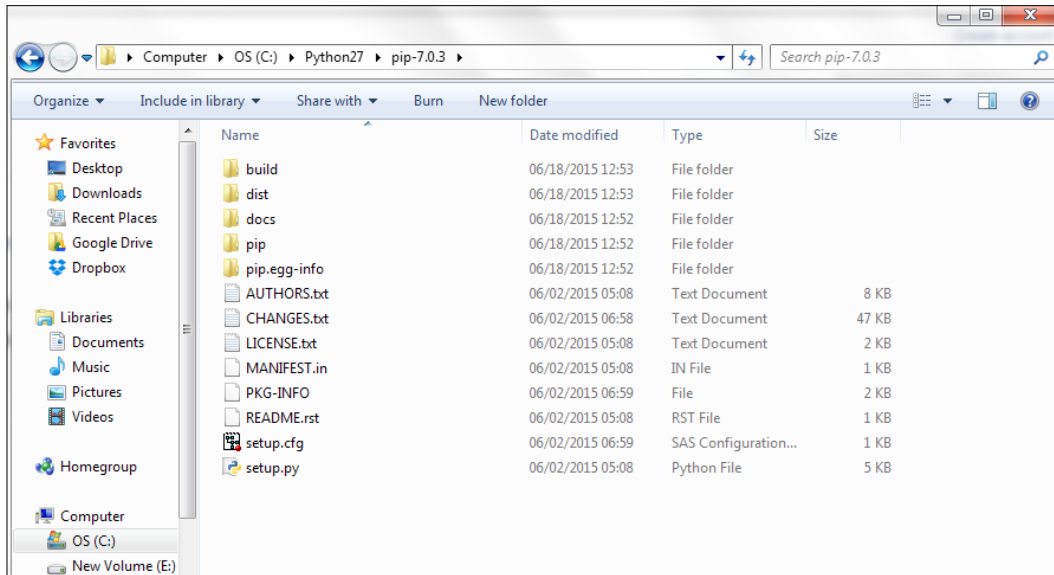 Computer OS (C:) Python27 pip-7.0.3 Search pip-7.0.3
Organize Include in library Share with Burn New folder
Favorites
Desktop
Downloads
Recent Places
Google Drive
Dropbox
Libraries
Documents
Music
Pictures
Videos
Homegroup
Computer
OS (C:)
New Volume (E:)
Name Date modified Type Size
build 06/18/2015 12:53 File folder
dist 06/18/2015 12:53 File folder
docs 06/18/2015 12:52 File folder
pip 06/18/2015 12:52 File folder
pip.egg-info 06/18/2015 12:52 File folder
AUTHORS.txt 06/02/2015 05:08 Text Document 8 KB
CHANGES.txt 06/02/2015 06:58 Text Document 47 KB
LICENSE.txt 06/02/2015 05:08 Text Document 2 KB
MANIFEST.in 06/02/2015 05:08 IN File 1 KB
PKG-INFO 06/02/2015 06:59 File 2 KB
README.rst 06/02/2015 05:08 RST File 1 KB
setup.cfg 06/02/2015 06:59 SAS Configuration... 1 KB
setup.py 06/02/2015 05:08 Python File 5 KB